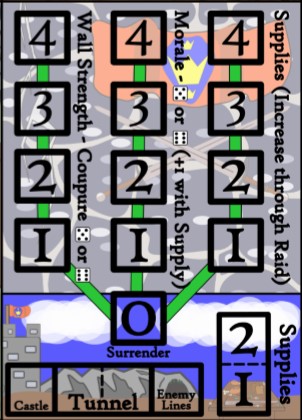 4 4 4
3 3 3
2 2 2
1 1 1
Wall Strength - Coupure or
Morale - or (+1 with Supply)
Supplies (Increase through Raid)
0
Surrender
Supplies
2
1
Castle
Tunnel
Enemy
Lines